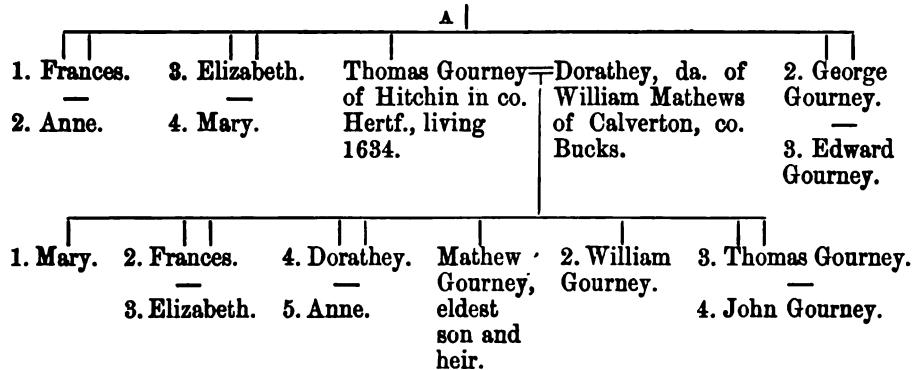 A
1. Frances.
2. Anne.
3. Elizabeth.
4. Mary.
Thomas Gourney
of Hitchin in co.
Hertf., living
1634.
Dorathey, da. of
William Mathews
of Calverton, co.
Bucks.
2. George
Gourney.
3. Edward
Gourney.
1. Mary.
2. Frances.
3. Elizabeth.
4. Dorathey.
5. Anne.
Mathew
Gourney,
eldest
son and
heir.
2. William
Gourney.
3. Thomas Gourney.
4. John Gourney.